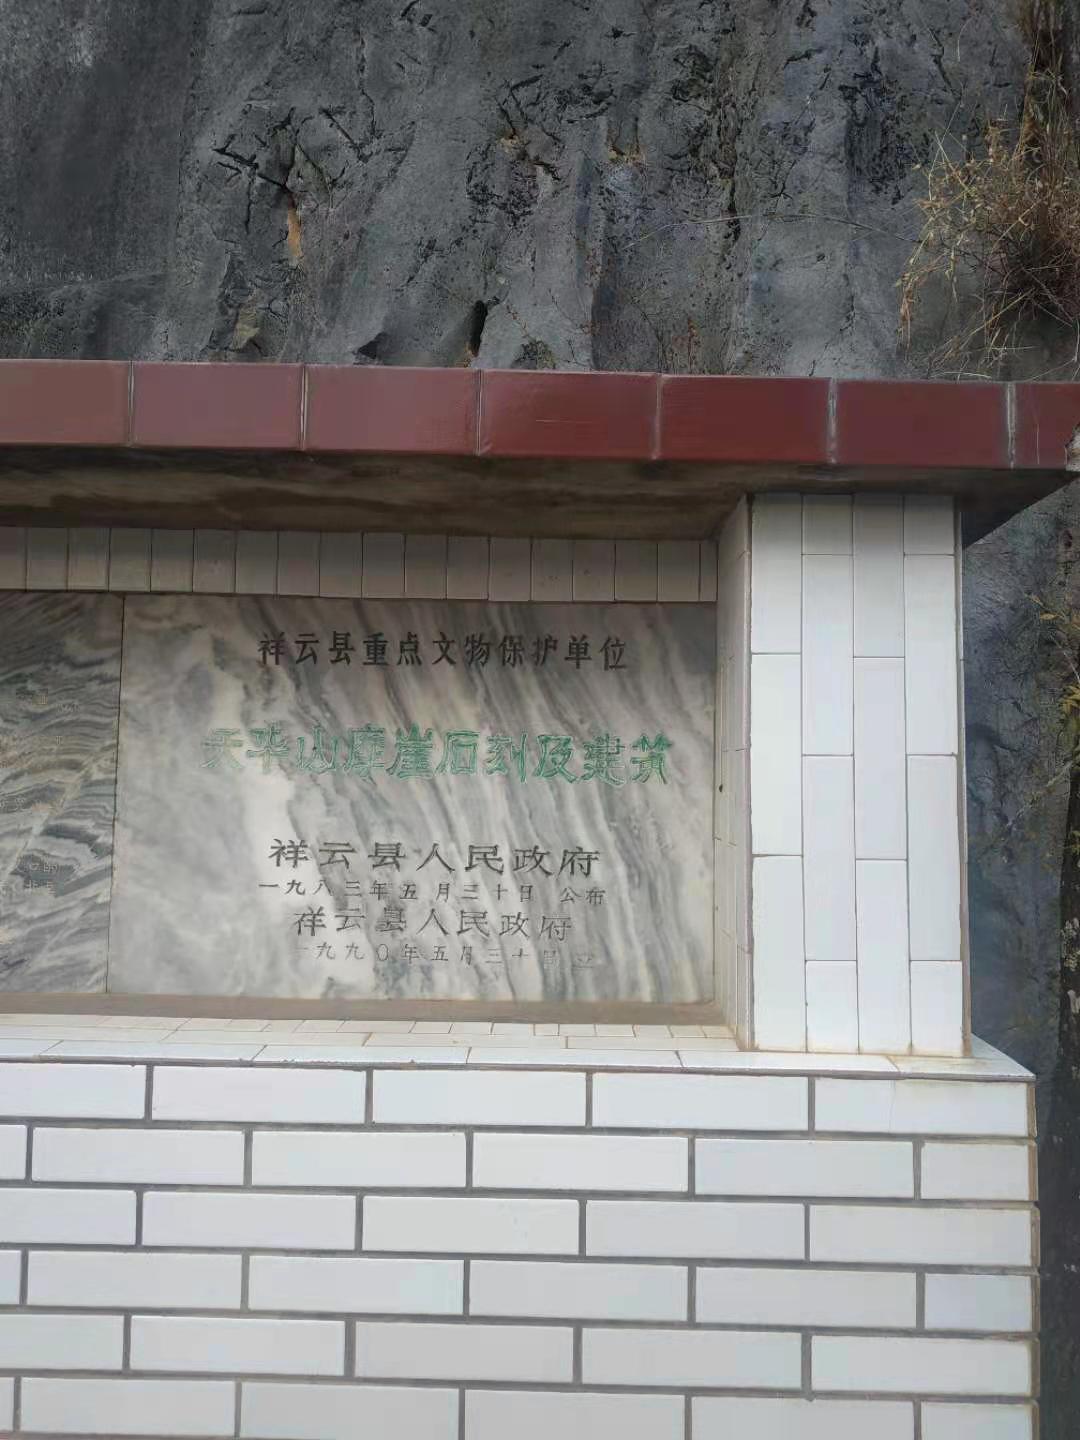 祥云县重点文物保护单位
天华山摩崖石刻及建筑
祥云县人民政府
一九八三年五月三十日 公布
祥云县人民政府
一九九〇年五月三十日 立